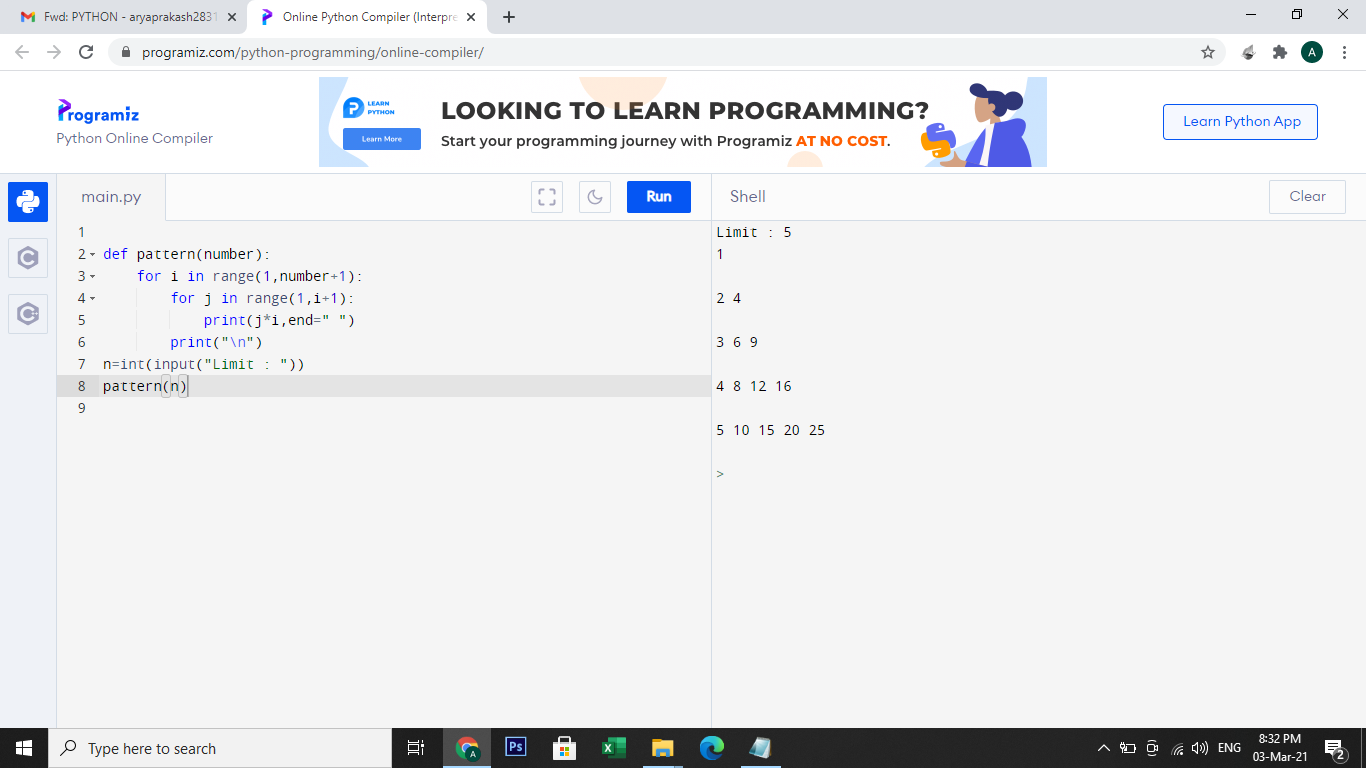 Fwd: PYTHON - aryaprakash2831
Online Python Compiler (Interpre
programiz.com/python-programming/online-compiler/
A
Programiz
Python Online Compiler
LEARN
PYTHON
Learn More
LOOKING TO LEARN PROGRAMMING?
Start your programming journey with Programiz AT NO COST.
Learn Python App
main.py
Run
Shell
Clear
1
2 def pattern(number):
3     for i in range(1,number+1):
4         for j in range(1,i+1):
5             print(j*i,end=" ")
6         print("\n")
7 n=int(input("Limit : "))
8 pattern(n)
9
Limit : 5
1
2 4
3 6 9
4 8 12 16
5 10 15 20 25
>
Type here to search
A
Ps
ENG
8:32 PM
03-Mar-21
2